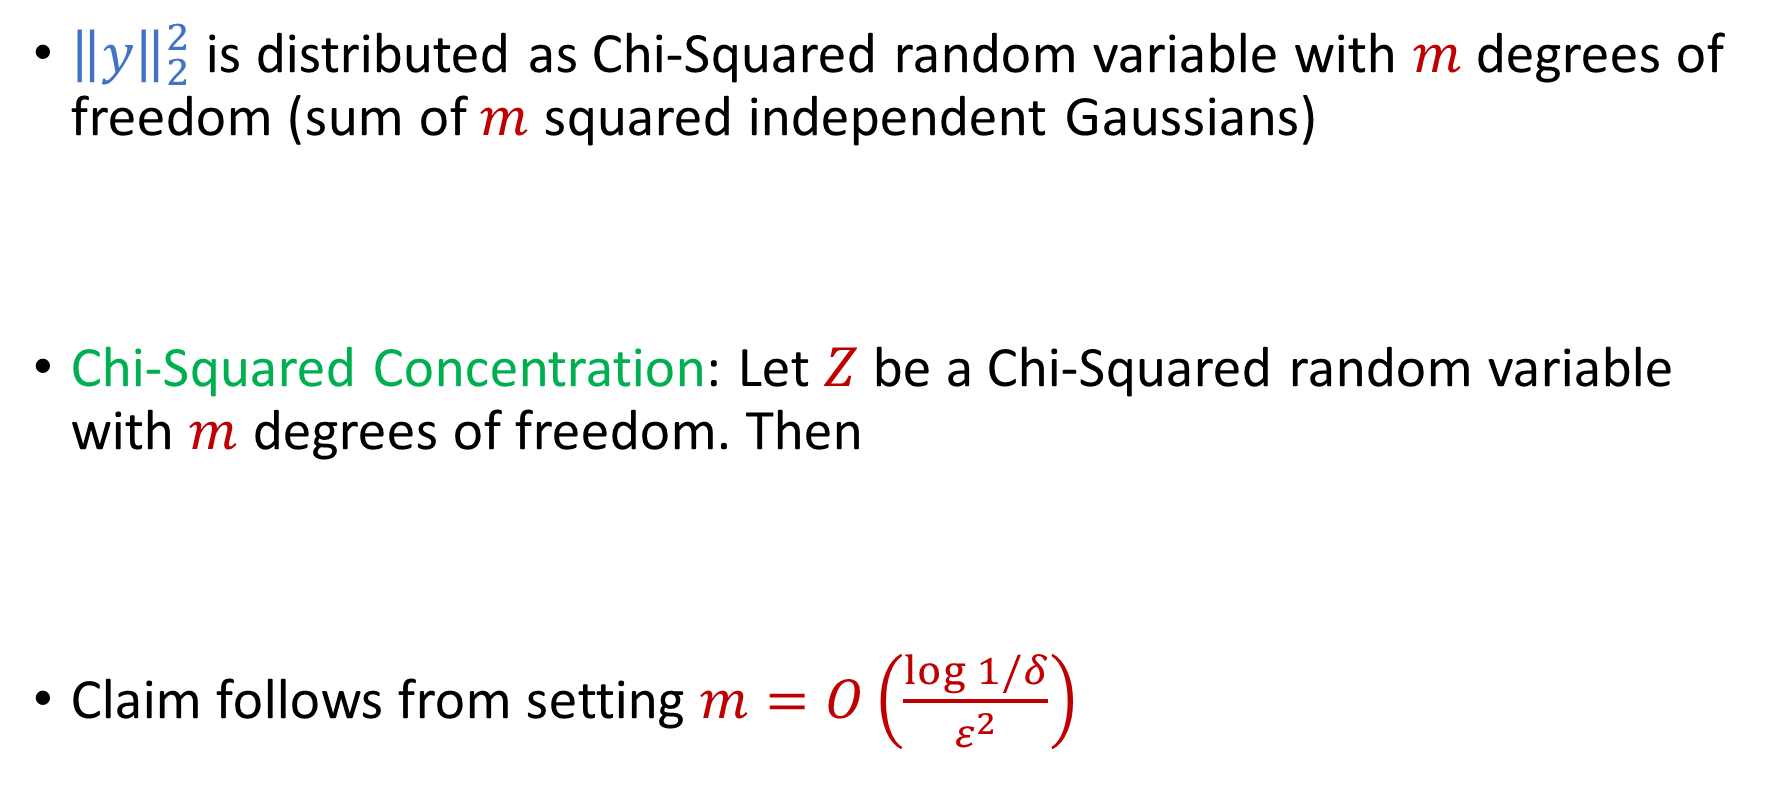 • ‖y‖₂² is distributed as Chi-Squared random variable with m degrees of
freedom (sum of m squared independent Gaussians)
• Chi-Squared Concentration: Let Z be a Chi-Squared random variable
with m degrees of freedom. Then
• Claim follows from setting m = O(log 1/δ / ε²)